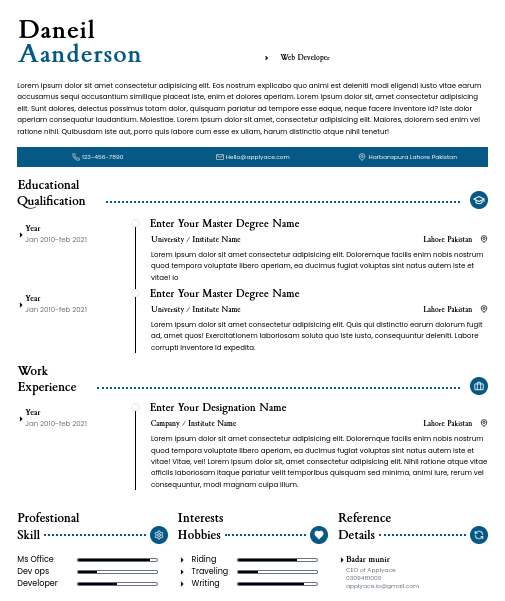 Daneil
Aanderson
Web Developer
Lorem ipsum dolor sit amet consectetur adipisicing elit. Eos nostrum explicabo quo animi est deleniti modi eligendi iusto vitae earum
accusamus sequi accusantium similique placeat iste, enim et dolores aperiam. Lorem ipsum dolor sit amet consectetur, adipisicing
elit. Sunt dolores, delectus possimus totam dolor, quisquam pariatur ad tempore esse eaque, neque facere inventore id? Iste dolor
aperiam consequatur laudantium. Molestiae. Lorem ipsum dolor sit amet consectetur, adipisicing elit. Maiores, dolorem sed enim vel
ratione nihil. Quibusdam iste aut, porro quis labore cum esse ex ullam, harum distinctio atque nihil tenetur!
123-456-7890
Hello@applyace.com
Harbanspura Lahore Pakistan
Educational
Qualification
Year
Jan 2010-feb 2021
Enter Your Master Degree Name
University / Institute Name
Lahore Pakistan
Lorem ipsum dolor sit amet consectetur adipisicing elit. Doloremque facilis enim nobis nostrum
quod tempora voluptate libero aperiam, ea ducimus fugiat voluptas sint natus autem iste et
vitae! io
Year
Jan 2010-feb 2021
Enter Your Master Degree Name
University / Institute Name
Lahore Pakistan
Lorem ipsum dolor sit amet consectetur, adipisicing elit. Quis qui distinctio earum dolorum fugit
ad, amet quos! Exercitationem laboriosam soluta quo iste iusto, consequuntur deleniti. Labore
corrupti inventore id expedita.
Work
Experience
Year
Jan 2010-feb 2021
Enter Your Designation Name
Campany / Institute Name
Lahore Pakistan
Lorem ipsum dolor sit amet consectetur adipisicing elit. Doloremque facilis enim nobis nostrum
quod tempora voluptate libero aperiam, ea ducimus fugiat voluptas sint natus autem iste et
vitae! Vitae, vel! Lorem ipsum dolor sit, amet consectetur adipisicing elit. Nihil ratione atque vitae
officiis laboriosam itaque pariatur velit temporibus quisquam sed minima, animi iure, rerum vel
consequuntur, modi magnam culpa illum.
Profestional
Skill
Ms Office
Dev ops
Developer
Interests
Hobbies
Riding
Traveling
Writing
Reference
Details
Badar munir
CEO of Applyace
0309481000
applyace.io@gmail.com